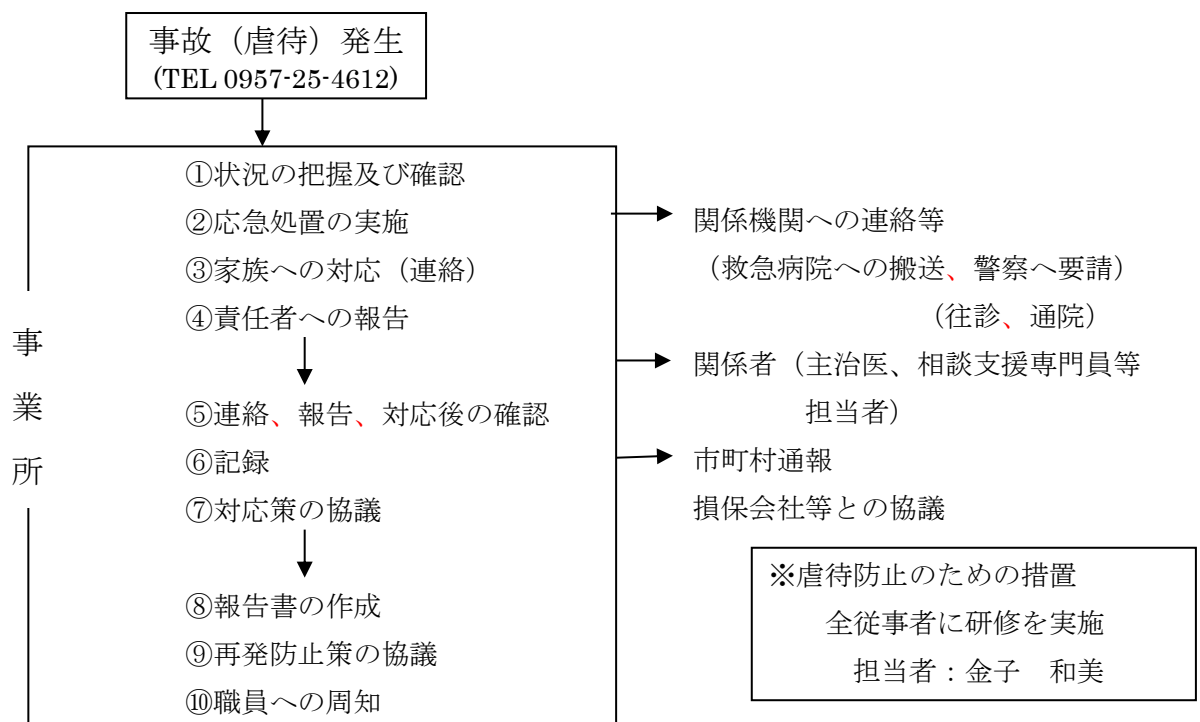 事故（虐待）発生
(TEL 0957-25-4612)
事業所
①状況の把握及び確認
②応急処置の実施
③家族への対応（連絡）
④責任者への報告
⑤連絡、報告、対応後の確認
⑥記録
⑦対応策の協議
⑧報告書の作成
⑨再発防止策の協議
⑩職員への周知
関係機関への連絡等
（救急病院への搬送、警察へ要請）
（往診、通院）
関係者（主治医、相談支援専門員等
担当者）
市町村通報
損保会社等との協議
※虐待防止のための措置
全従事者に研修を実施
担当者：金子　和美